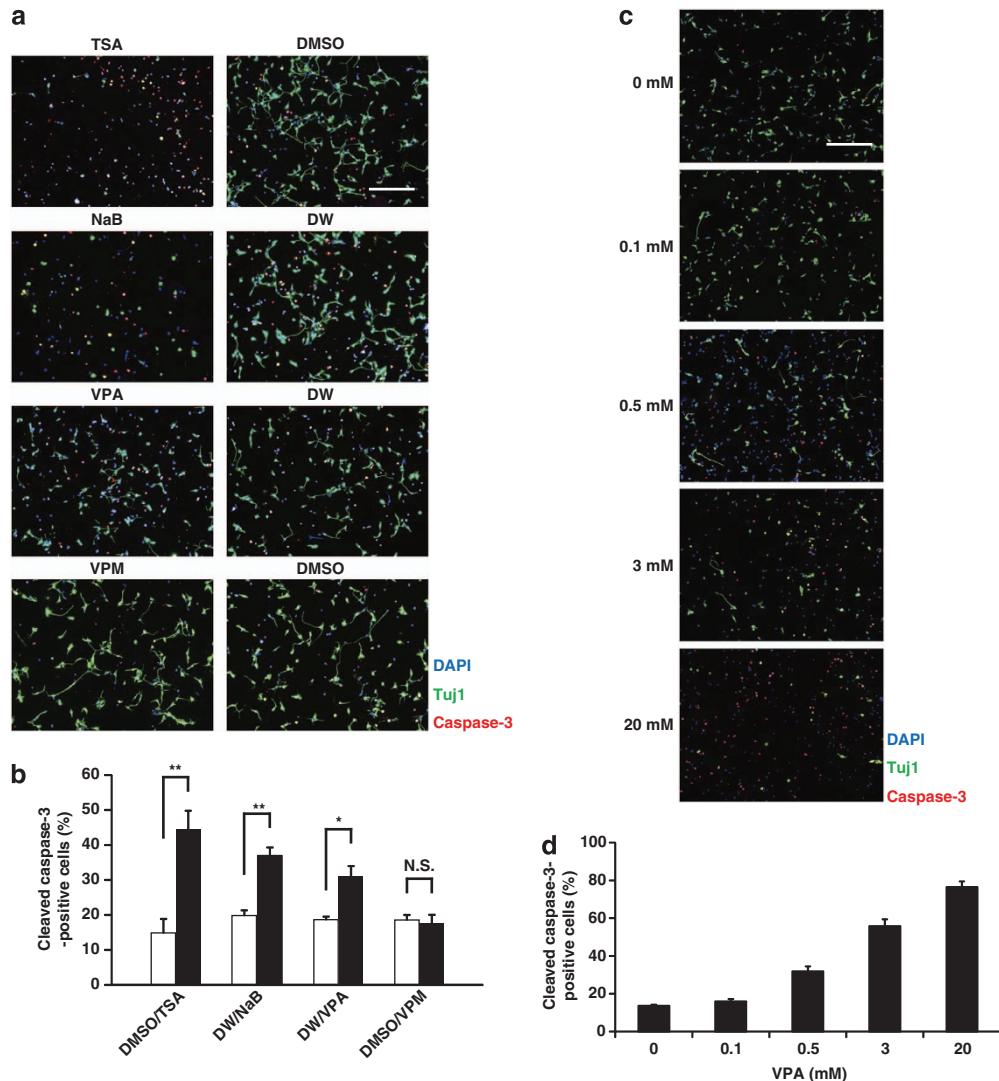 a
TSA
DMSO
NaB
DW
VPA
DW
VPM
DMSO
DAPI
Tuj1
Caspase-3
b
Cleaved caspase-3
-positive cells (%)
60
50
40
30
20
10
0
**
**
*
N.S.
DMSO/TSA
DW/NaB
DW/VPA
DMSO/VPM
c
0 mM
0.1 mM
0.5 mM
3 mM
20 mM
DAPI
Tuj1
Caspase-3
d
Cleaved caspase-3-
positive cells (%)
100
80
60
40
20
0
0
0.1
0.5
3
20
VPA (mM)